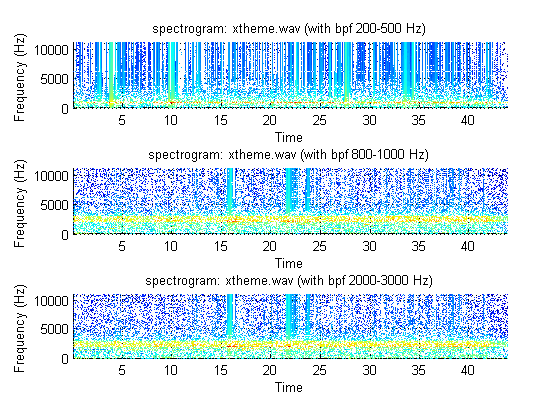 spectrogram: xtheme.wav (with bpf 200-500 Hz)
Frequency (Hz)
10000
5000
0
5 10 15 20 25 30 35 40
Time
spectrogram: xtheme.wav (with bpf 800-1000 Hz)
Frequency (Hz)
10000
5000
0
5 10 15 20 25 30 35 40
Time
spectrogram: xtheme.wav (with bpf 2000-3000 Hz)
Frequency (Hz)
10000
5000
0
5 10 15 20 25 30 35 40
Time